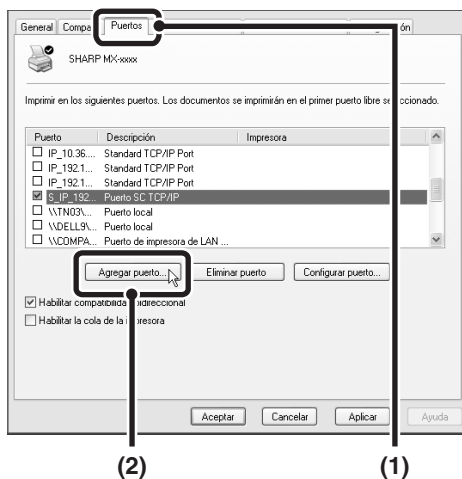 General Compa Puertos ón
SHARP MX-xxxx
Imprimir en los siguientes puertos. Los documentos se imprimirán en el primer puerto libre se ccionado.
Puerto Descripción Impresora
IP_10.36.... Standard TCP/IP Port
IP_192.1... Standard TCP/IP Port
IP_192.1... Standard TCP/IP Port
S_IP_192... Puerto SC TCP/IP
\\TN03\... Puerto local
\\DELL9\... Puerto local
\\COMPA... Puerto de impresora de LAN ...
Agregar puerto... Eliminar puerto Configurar puerto...
Habilitar compatibilida bidireccional
Habilitar la cola de la i resora
Aceptar Cancelar Aplicar Ayuda
(2) (1)